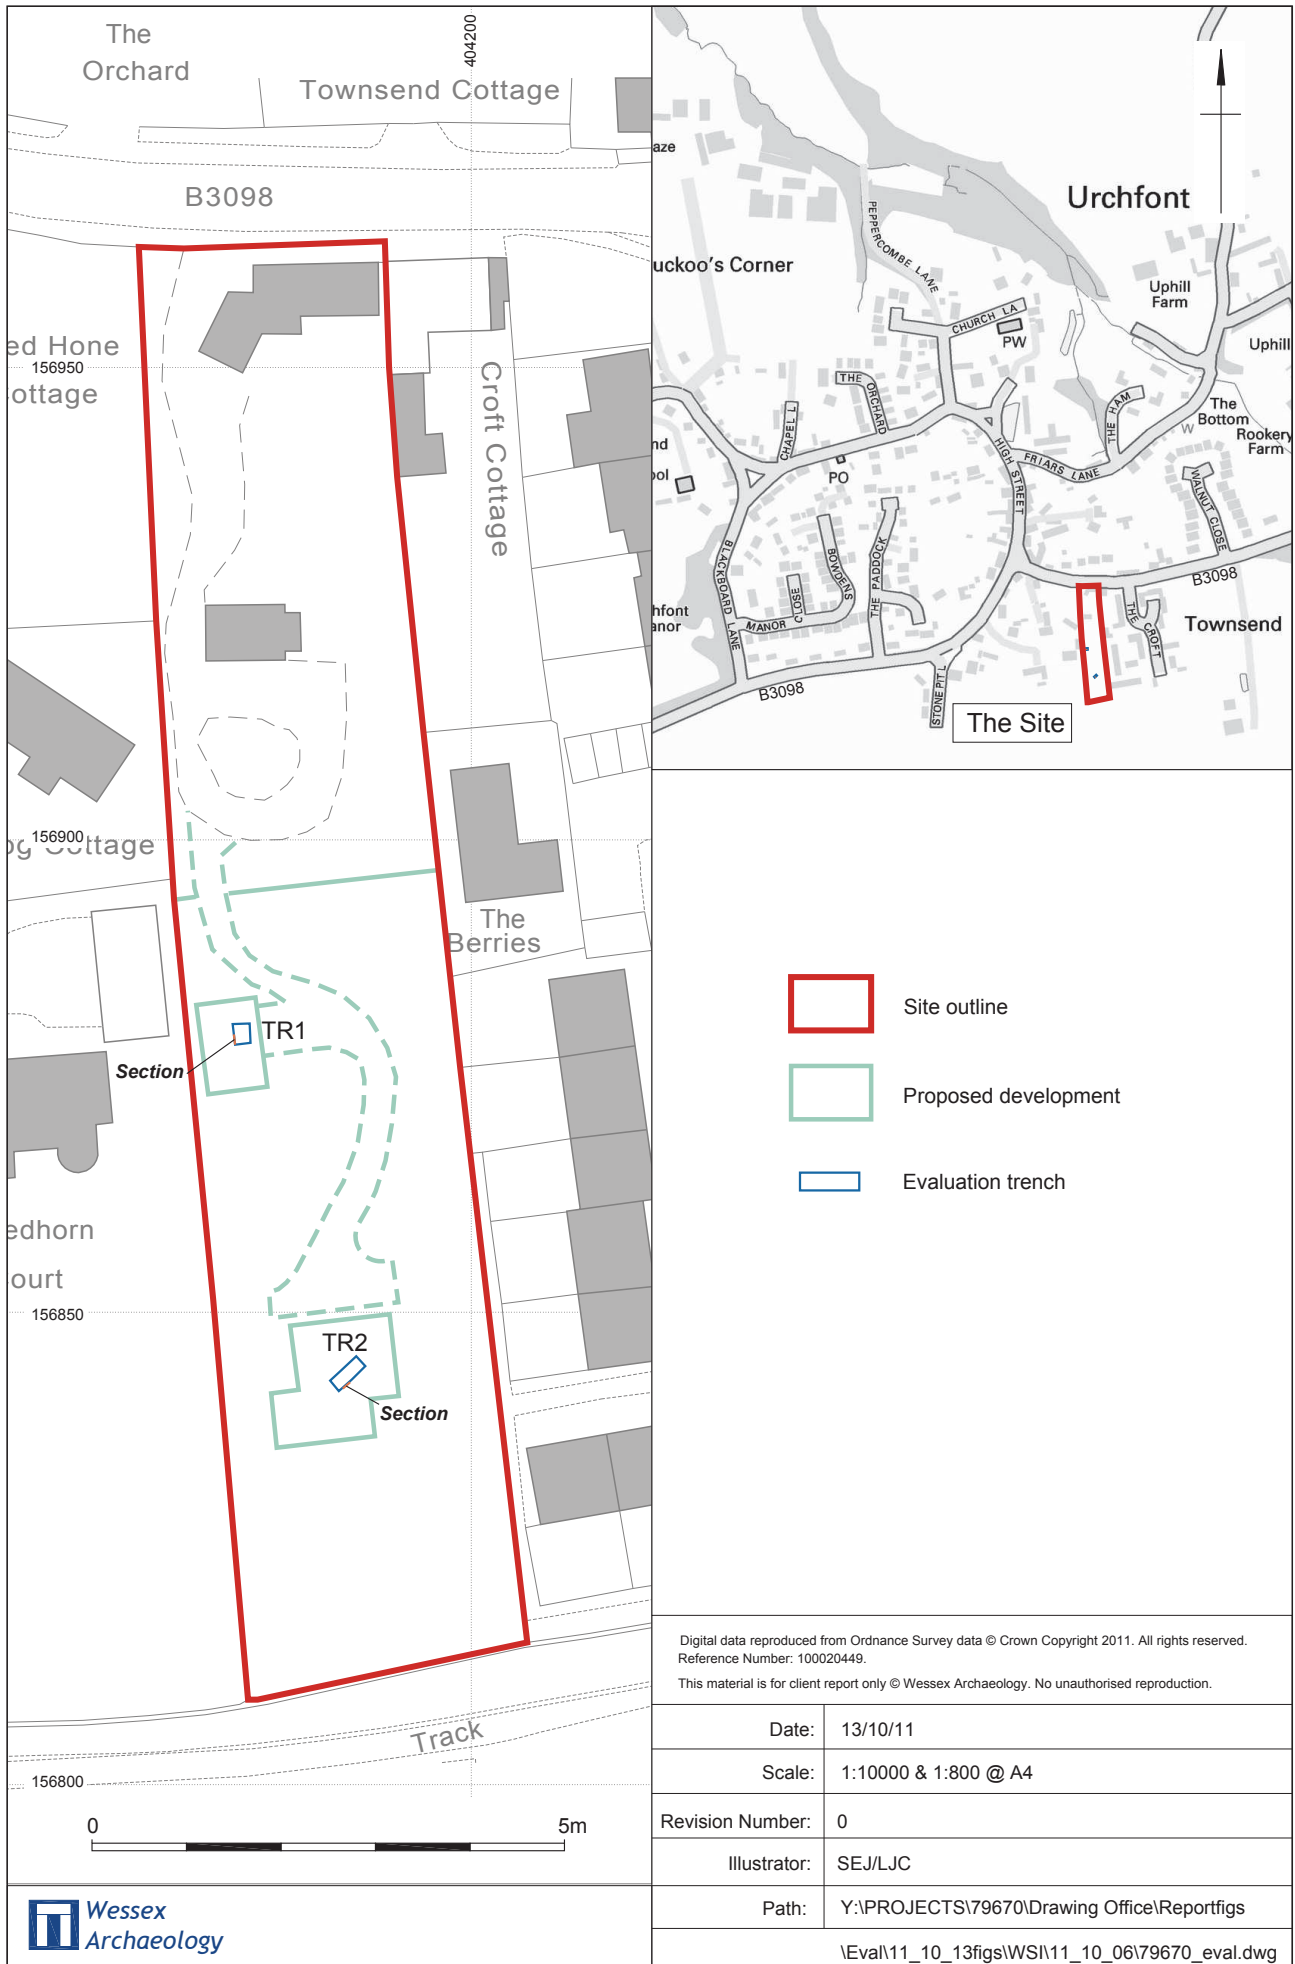 The
Orchard
Townsend Cottage
404200
B3098
ed Hone
ottage
156950
Croft Cottage
156900
og Cottage
The
Berries
TR1
Section
edhorn
ourt
156850
TR2
Section
Track
156800
0 5m
Wessex
Archaeology
aze
Urchfont
PEPPERCOMBE LANE
uckoo's Corner
Uphill
Farm
CHURCH LA
PW
Uphill
THE ORCHARD
THE HAM
The
Bottom
W
Rookery
Farm
CHAPEL L
nd
ool
PO
HIGH STREET
FRIARS LANE
WALNUT CLOSE
BLACKBOARD LANE
BOWDENS
THE PADDOCK
CLOSE
MANOR
hfont
anor
B3098
B3098
THE CROFT
Townsend
STONE PIT L
The Site
Site outline
Proposed development
Evaluation trench
Digital data reproduced from Ordnance Survey data © Crown Copyright 2011. All rights reserved.
Reference Number: 100020449.
This material is for client report only © Wessex Archaeology. No unauthorised reproduction.
Date: 13/10/11
Scale: 1:10000 & 1:800 @ A4
Revision Number: 0
Illustrator: SEJ/LJC
Path: Y:\PROJECTS\79670\Drawing Office\Reportfigs
\Eval\11_10_13figs\WSI\11_10_06\79670_eval.dwg